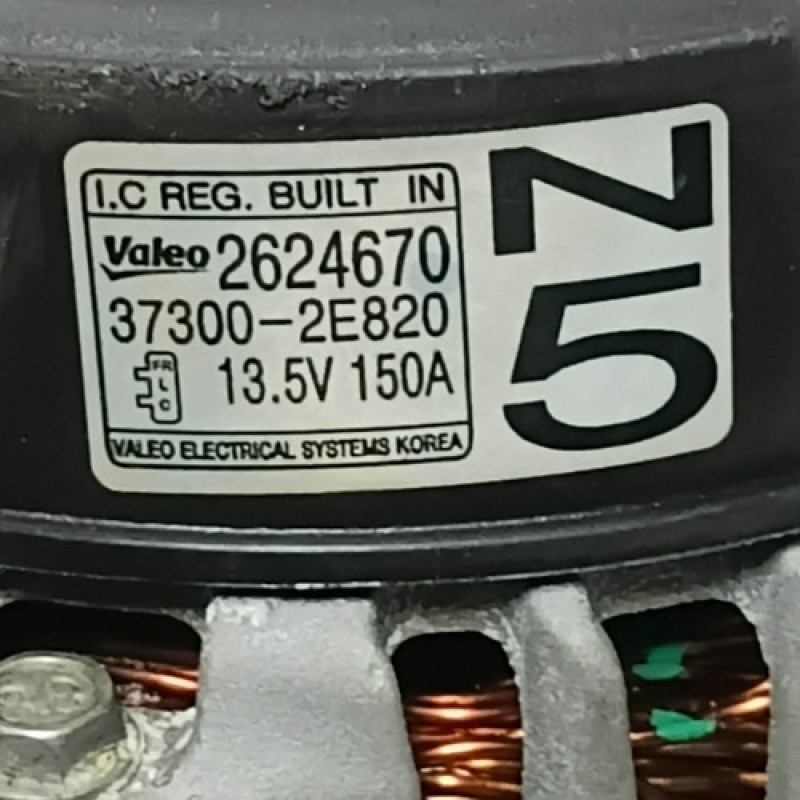 I.C REG. BUILT IN
Valeo 2624670
37300-2E820
FR
L
C
13.5V 150A
VALEO ELECTRICAL SYSTEMS KOREA
N
5